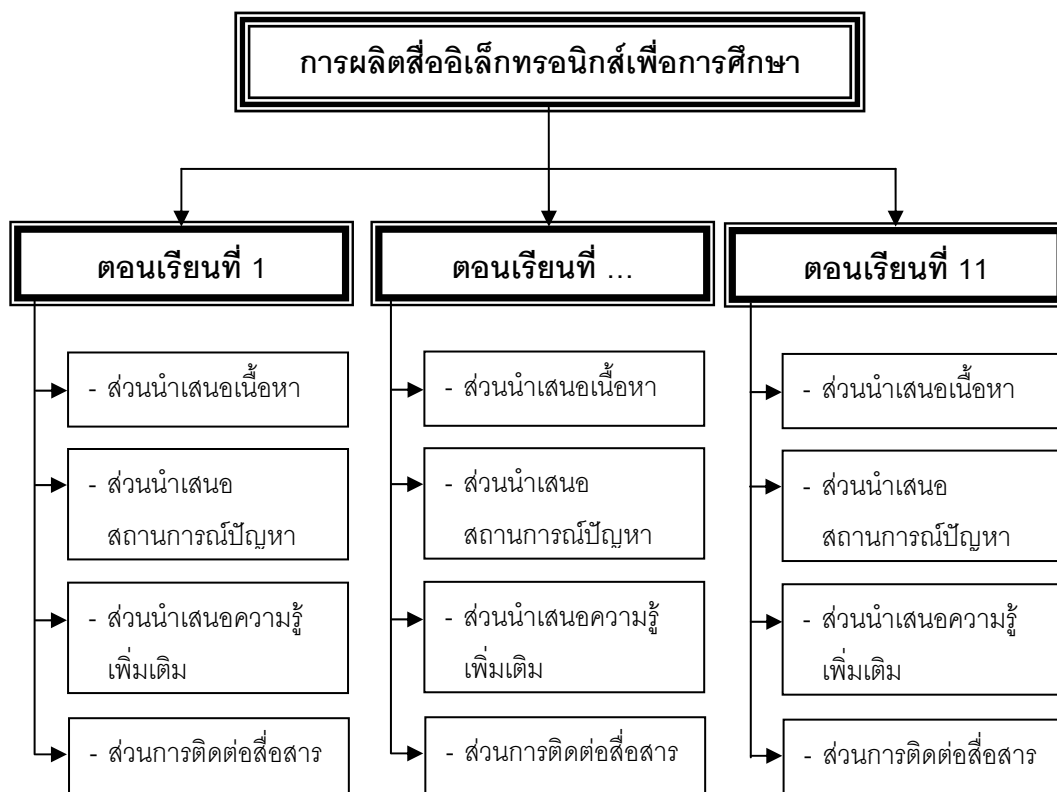 การผลิตสื่ออิเล็กทรอนิกส์เพื่อการศึกษา
ตอนเรียนที่ 1
- ส่วนนำเสนอเนื้อหา
- ส่วนนำเสนอ
สถานการณ์ปัญหา
- ส่วนนำเสนอความรู้
เพิ่มเติม
- ส่วนการติดต่อสื่อสาร
ตอนเรียนที่ ...
- ส่วนนำเสนอเนื้อหา
- ส่วนนำเสนอ
สถานการณ์ปัญหา
- ส่วนนำเสนอความรู้
เพิ่มเติม
- ส่วนการติดต่อสื่อสาร
ตอนเรียนที่ 11
- ส่วนนำเสนอเนื้อหา
- ส่วนนำเสนอ
สถานการณ์ปัญหา
- ส่วนนำเสนอความรู้
เพิ่มเติม
- ส่วนการติดต่อสื่อสาร